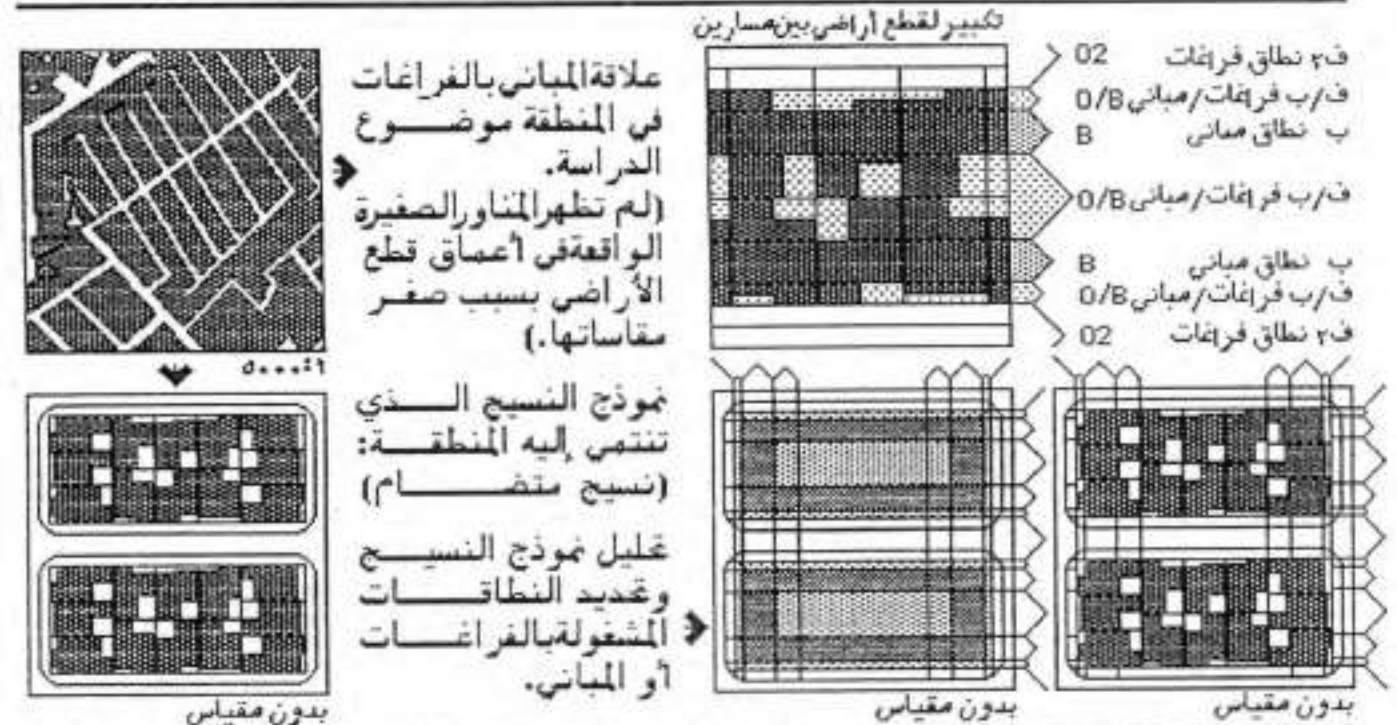 تكبير لقطع أراضي بين مسارين
ف٢ نطاق فراغات 02
ف/ب فراغات/مباني O/B
ب نطاق مباني B
ف/ب فراغات/مباني O/B
ب نطاق مباني B
ف/ب فراغات/مباني O/B
ف٢ نطاق فراغات 02
علاقة المباني بالفراغات
في المنطقة موضوع
الدراسة.
(لم تظهر المناور الصغيرة
الواقعة في أعماق قطع
الأراضي بسبب صغر
مقاساتها.)
٥٠٠٠:١
نموذج النسيج الذي
تنتمي إليه المنطقة:
(نسيج متضام)
تحليل نموذج النسيج
وتحديد النطاقات
المشغولة بالفراغات
أو المباني.
بدون مقياس
بدون مقياس
بدون مقياس